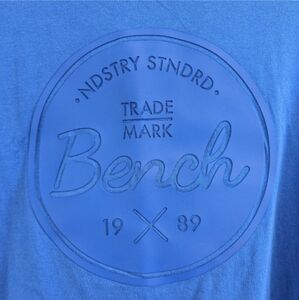 · NDSTRY STNDRD ·
TRADE
MARK
Bench
19 89